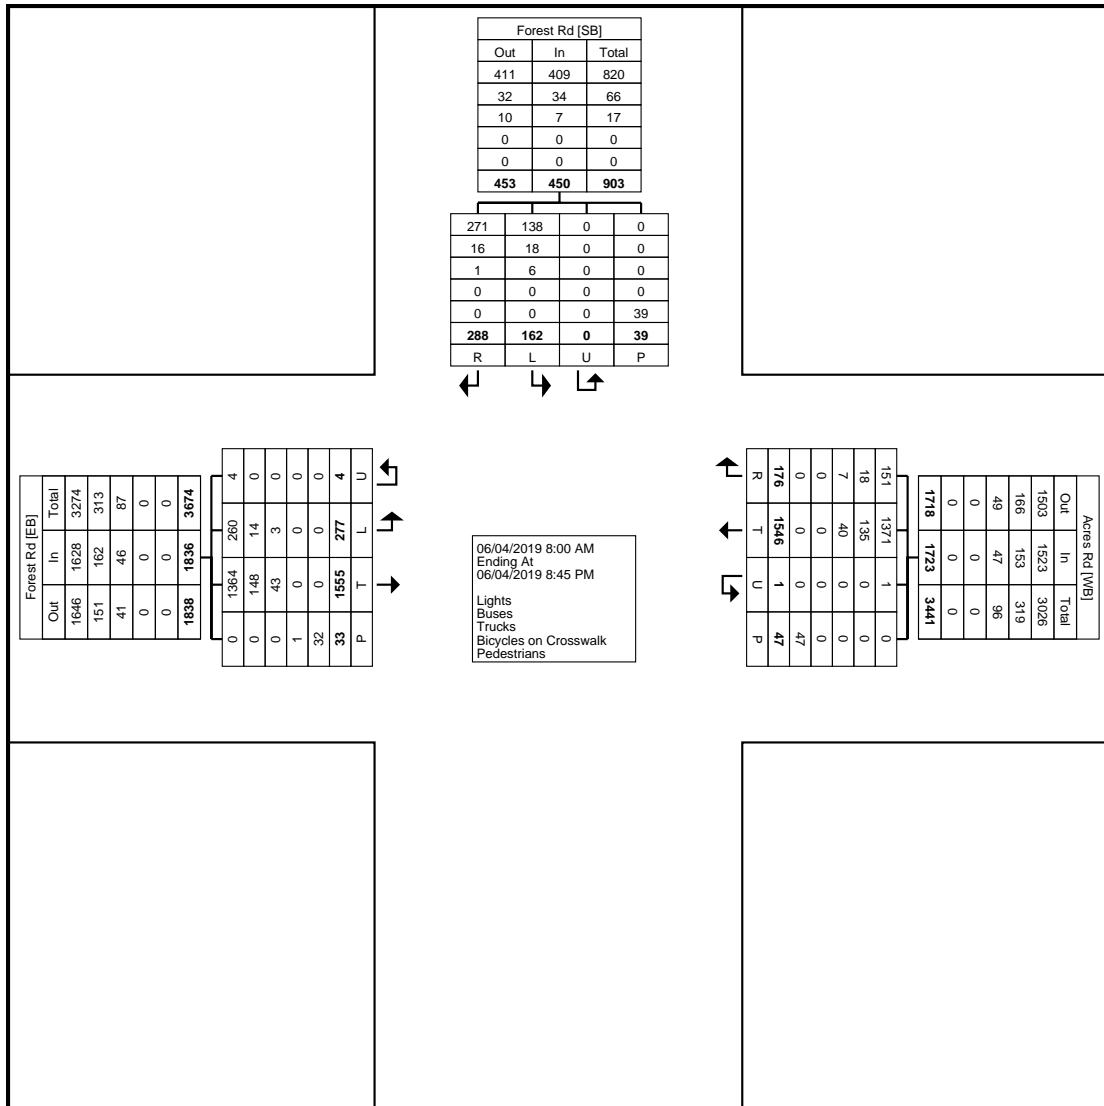 Forest Rd [SB]
Out In Total
411 409 820
32 34 66
10 7 17
0 0 0
0 0 0
453 450 903
271 138 0 0
16 18 0 0
1 6 0 0
0 0 0 0
0 0 0 39
288 162 0 39
R L U P
Forest Rd [EB]
Out In Total
1646 1628 3274
151 162 313
41 46 87
0 0 0
0 0 0
1838 1836 3674
0 1364 260 4
0 148 14 0
0 43 3 0
1 0 0 0
32 0 0 0
33 1555 277 4
P T L U
06/04/2019 8:00 AM
Ending At
06/04/2019 8:45 PM
Lights
Buses
Trucks
Bicycles on Crosswalk
Pedestrians
Acres Rd [WB]
Out In Total
1503 1523 3026
166 153 319
49 47 96
0 0 0
0 0 0
1718 1723 3441
151 1371 1 0
18 135 0 0
7 40 0 0
0 0 0 0
0 0 0 47
176 1546 1 47
R T U P